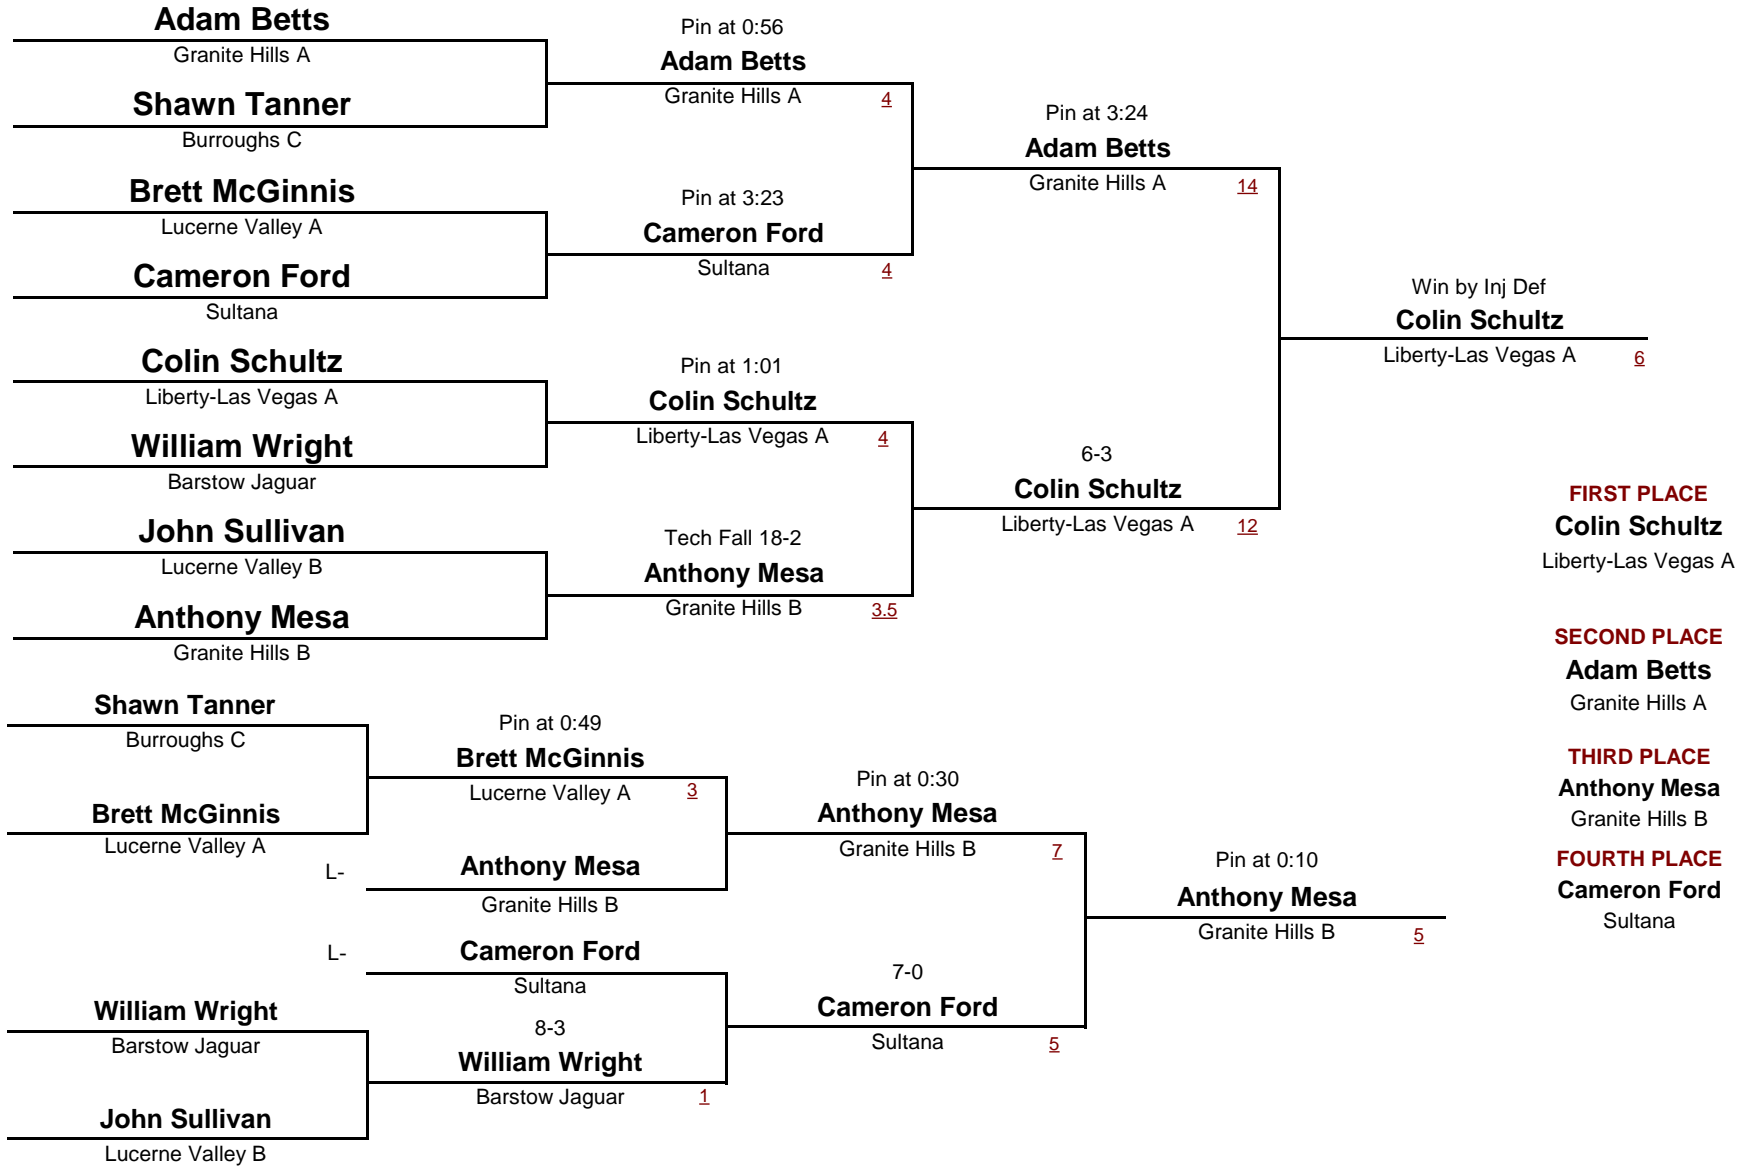 Adam Betts
Granite Hills A
Shawn Tanner
Burroughs C
Brett McGinnis
Lucerne Valley A
Cameron Ford
Sultana
Colin Schultz
Liberty-Las Vegas A
William Wright
Barstow Jaguar
John Sullivan
Lucerne Valley B
Anthony Mesa
Granite Hills B
Pin at 0:56
Adam Betts
Granite Hills A 4
Pin at 3:23
Cameron Ford
Sultana 4
Pin at 1:01
Colin Schultz
Liberty-Las Vegas A 4
Tech Fall 18-2
Anthony Mesa
Granite Hills B 3.5
Pin at 3:24
Adam Betts
Granite Hills A 14
6-3
Colin Schultz
Liberty-Las Vegas A 12
Win by Inj Def
Colin Schultz
Liberty-Las Vegas A 6
Shawn Tanner
Burroughs C
Brett McGinnis
Lucerne Valley A
William Wright
Barstow Jaguar
John Sullivan
Lucerne Valley B
Pin at 0:49
Brett McGinnis
Lucerne Valley A 3
L- Anthony Mesa
Granite Hills B
L- Cameron Ford
Sultana
8-3
William Wright
Barstow Jaguar 1
Pin at 0:30
Anthony Mesa
Granite Hills B 7
7-0
Cameron Ford
Sultana 5
Pin at 0:10
Anthony Mesa
Granite Hills B 5
FIRST PLACE
Colin Schultz
Liberty-Las Vegas A
SECOND PLACE
Adam Betts
Granite Hills A
THIRD PLACE
Anthony Mesa
Granite Hills B
FOURTH PLACE
Cameron Ford
Sultana